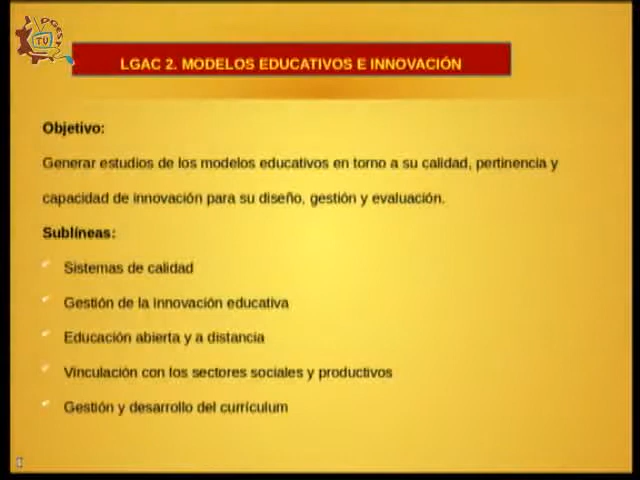 DGEST
TV
LGAC 2. MODELOS EDUCATIVOS E INNOVACIÓN
Objetivo:
Generar estudios de los modelos educativos en torno a su calidad, pertinencia y
capacidad de innovación para su diseño, gestión y evaluación.
Sublíneas:
Sistemas de calidad
Gestión de la innovación educativa
Educación abierta y a distancia
Vinculación con los sectores sociales y productivos
Gestión y desarrollo del currículum